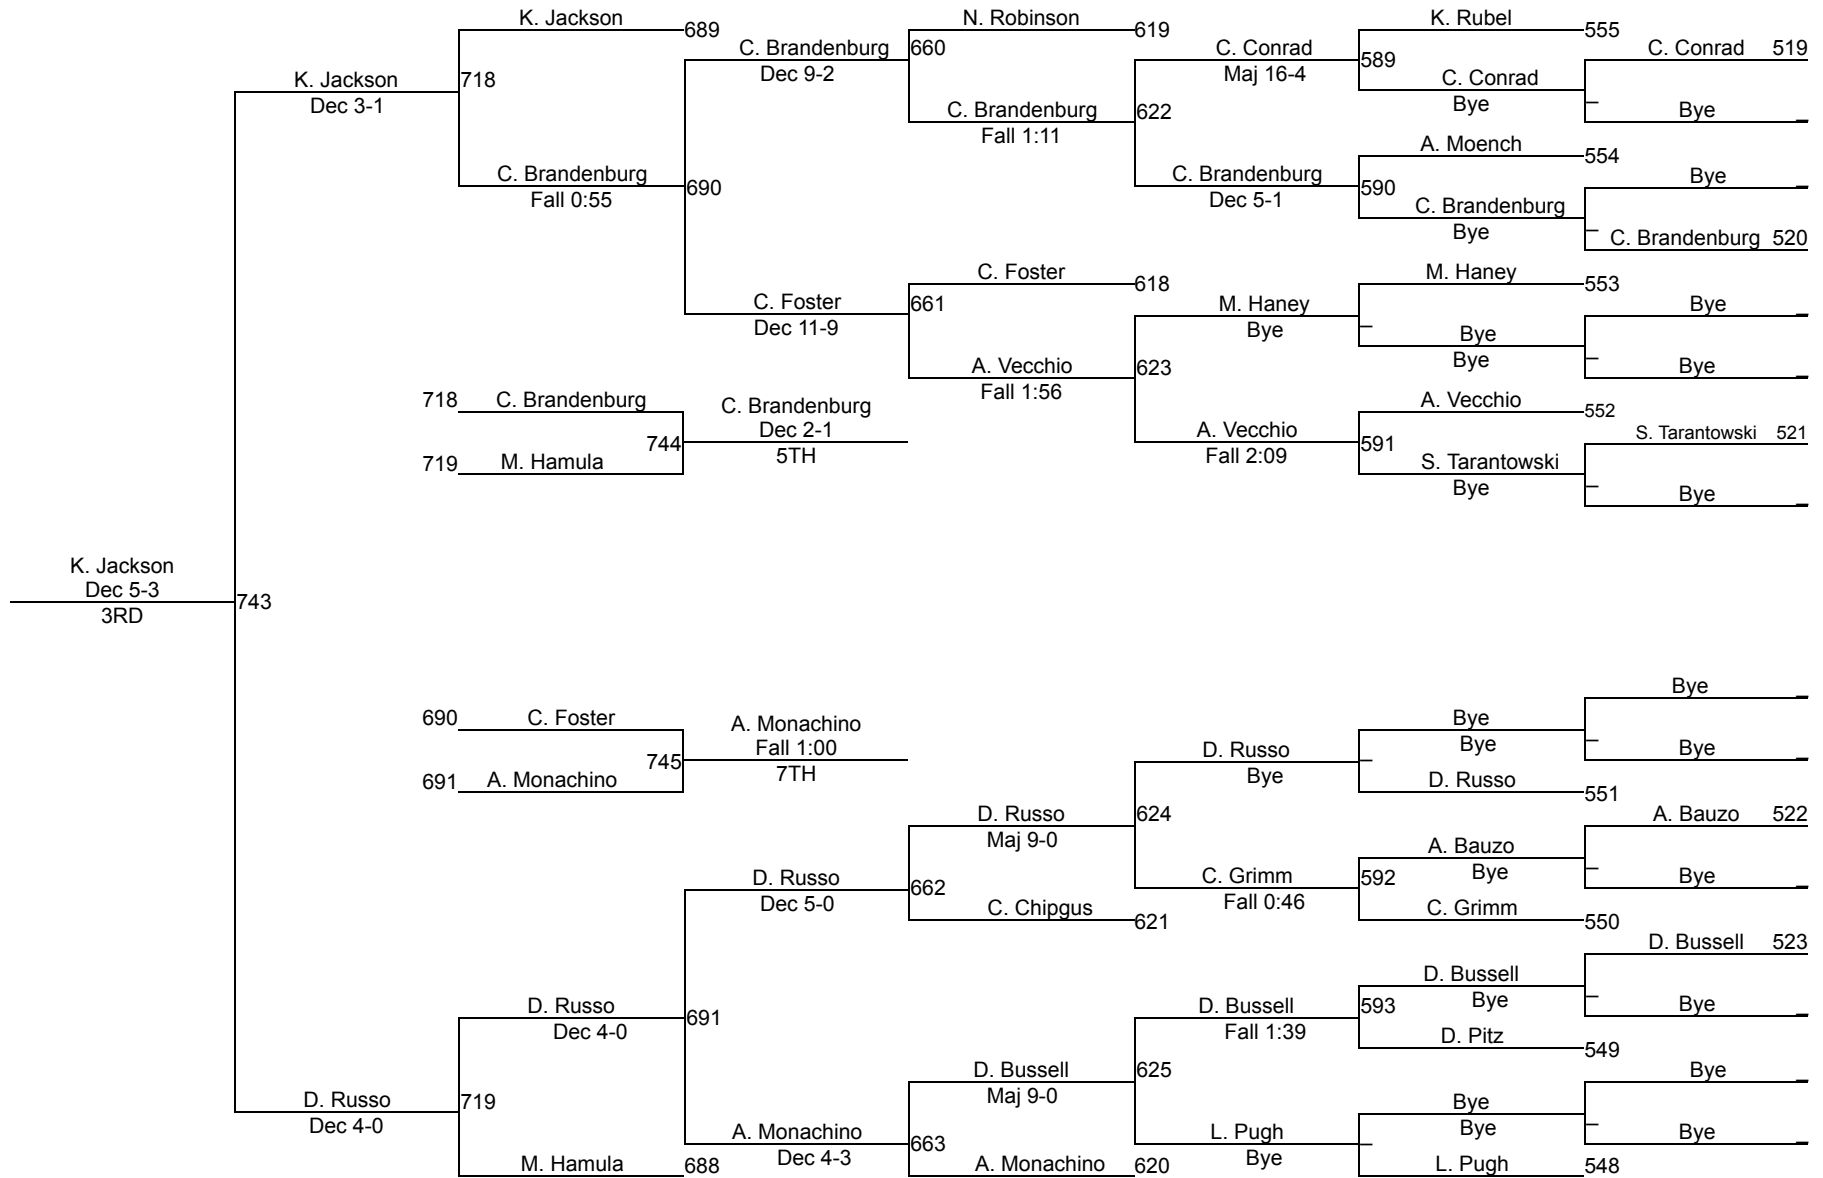 K. Jackson
689
N. Robinson
619
K. Rubel
555
C. Brandenburg
660
C. Conrad
C. Conrad 519
Dec 9-2
Maj 16-4
589
K. Jackson
718
C. Conrad
Dec 3-1
Bye
C. Brandenburg
622
Bye
Fall 1:11
A. Moench
554
C. Brandenburg
690
C. Brandenburg
590
Bye
Fall 0:55
Dec 5-1
C. Brandenburg
Bye
C. Brandenburg 520
C. Foster
618
M. Haney
553
C. Foster
661
M. Haney
Bye
Dec 11-9
Bye
Bye
Bye
A. Vecchio
623
Bye
Fall 1:56
718
C. Brandenburg
C. Brandenburg
A. Vecchio
552
744
Dec 2-1
A. Vecchio
591
S. Tarantowski 521
719
M. Hamula
5TH
Fall 2:09
S. Tarantowski
Bye
Bye
K. Jackson
Dec 5-3
743
3RD
Bye
690
C. Foster
A. Monachino
Bye
Fall 1:00
D. Russo
Bye
Bye
745
7TH
Bye
691
A. Monachino
D. Russo
551
D. Russo
624
A. Bauzo 522
Maj 9-0
A. Bauzo
D. Russo
662
C. Grimm
592
Bye
Bye
Dec 5-0
Fall 0:46
C. Chipgus
621
C. Grimm
550
D. Bussell 523
D. Bussell
D. Russo
691
D. Bussell
593
Bye
Bye
Dec 4-0
Fall 1:39
D. Pitz
549
D. Bussell
625
Bye
Maj 9-0
D. Russo
719
Bye
Dec 4-0
A. Monachino
663
L. Pugh
Bye
Bye
Dec 4-3
Bye
M. Hamula
688
A. Monachino
620
L. Pugh
548